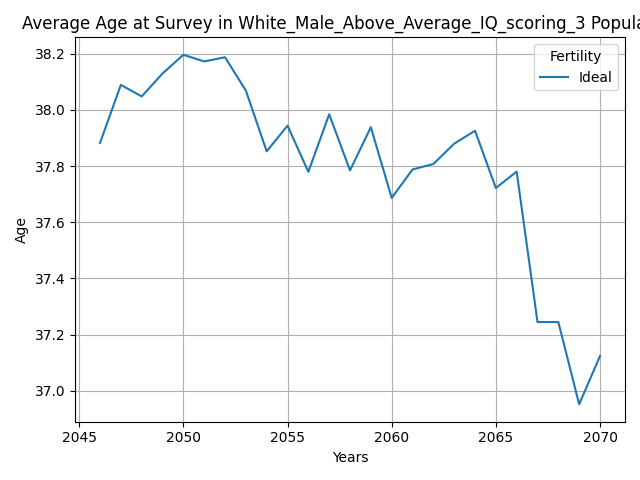 Average Age at Survey in White_Male_Above_Average_IQ_scoring_3 Popula
38.2
38.0
37.8
37.6
37.4
37.2
37.0
Age
Fertility
Ideal
2045 2050 2055 2060 2065 2070
Years